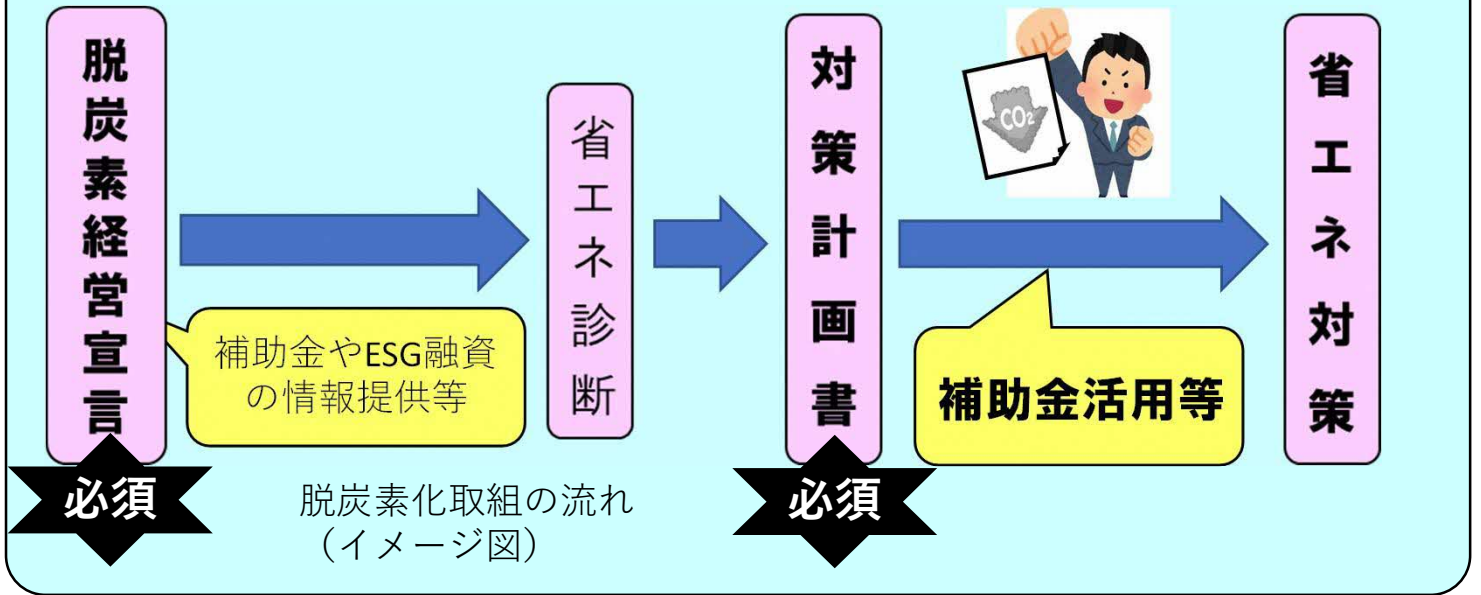 脱炭素経営宣言
必須
補助金やESG融資
の情報提供等
省エネ診断
対策計画書
必須
CO₂
補助金活用等
省エネ対策
脱炭素化取組の流れ
（イメージ図）